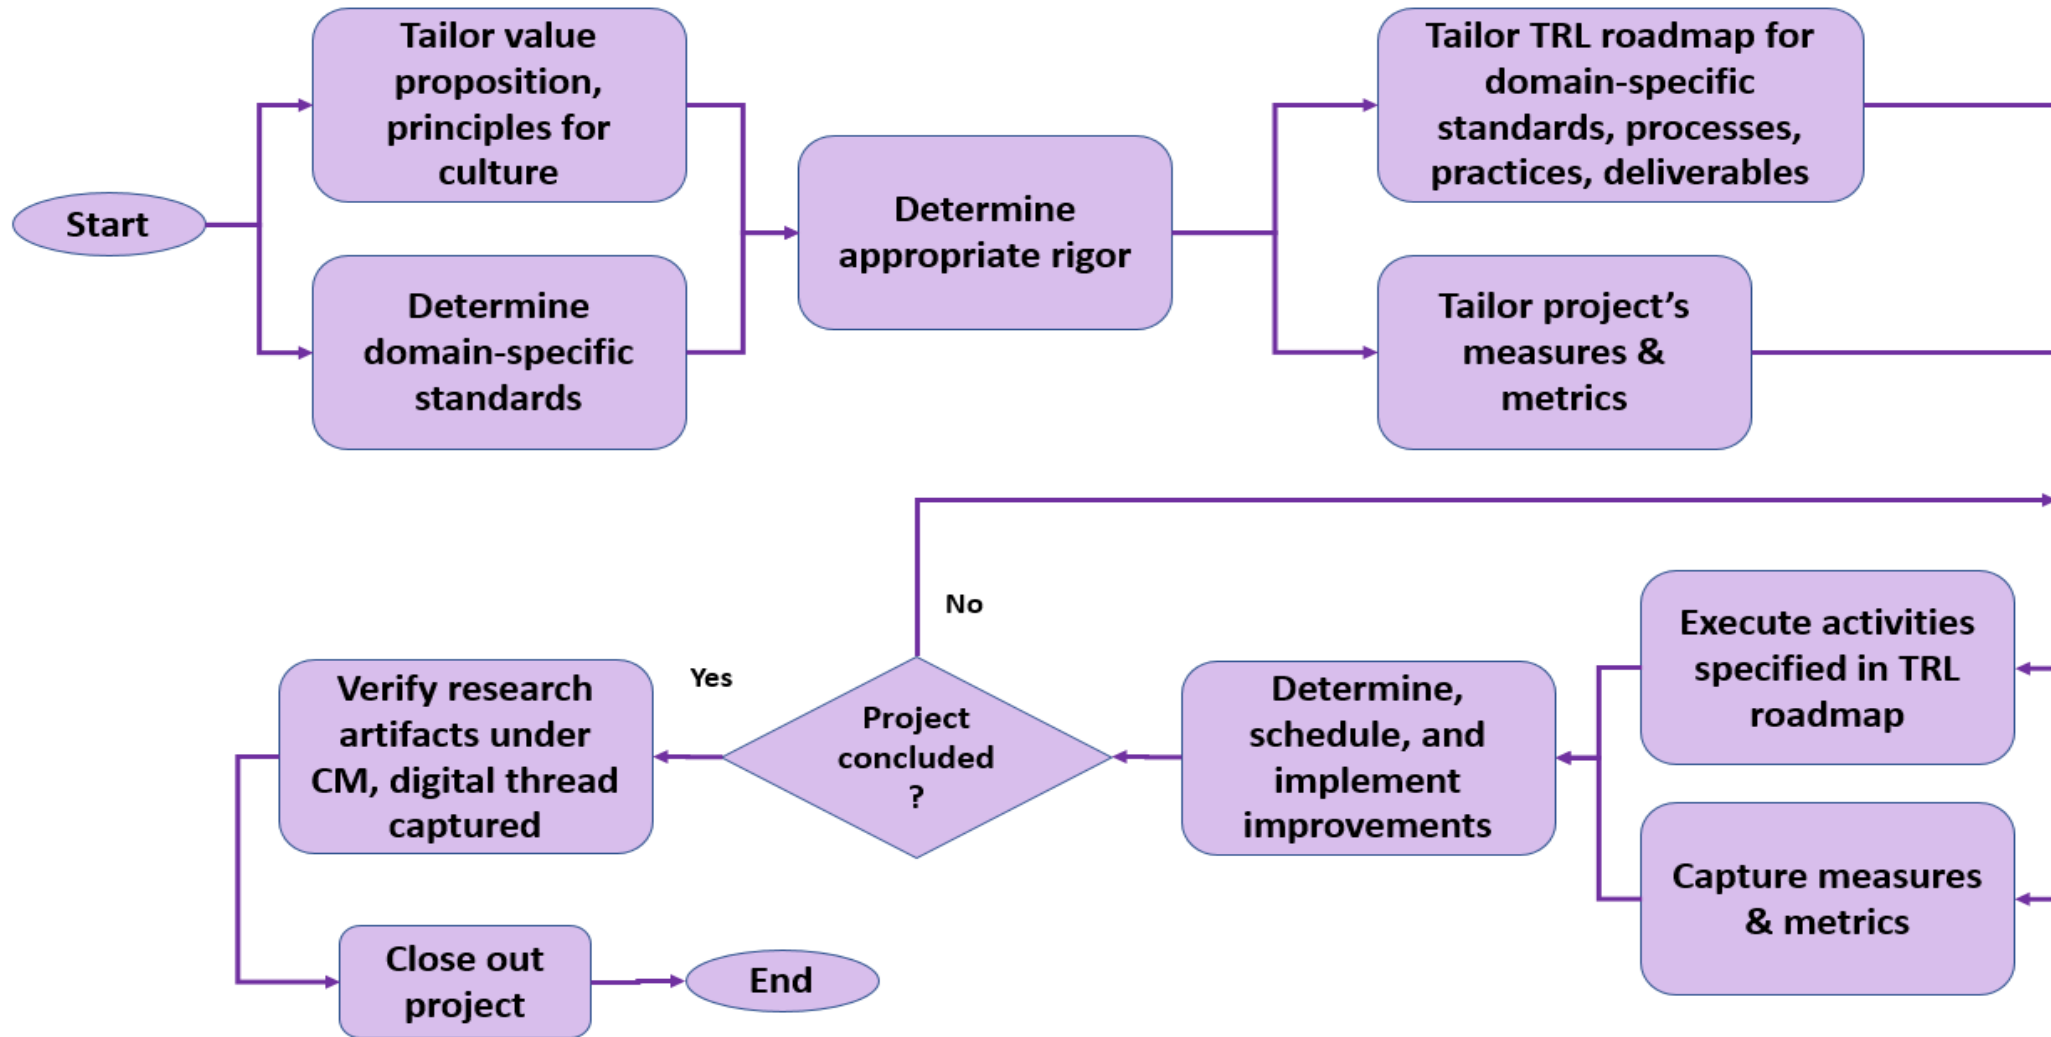 Start
Tailor value
proposition,
principles for
culture
Determine
domain-specific
standards
Determine
appropriate rigor
Tailor TRL roadmap for
domain-specific
standards, processes,
practices, deliverables
Tailor project’s
measures &
metrics
Execute activities
specified in TRL
roadmap
Capture measures
& metrics
Determine,
schedule, and
implement
improvements
Project
concluded
?
No
Yes
Verify research
artifacts under
CM, digital thread
captured
Close out
project
End